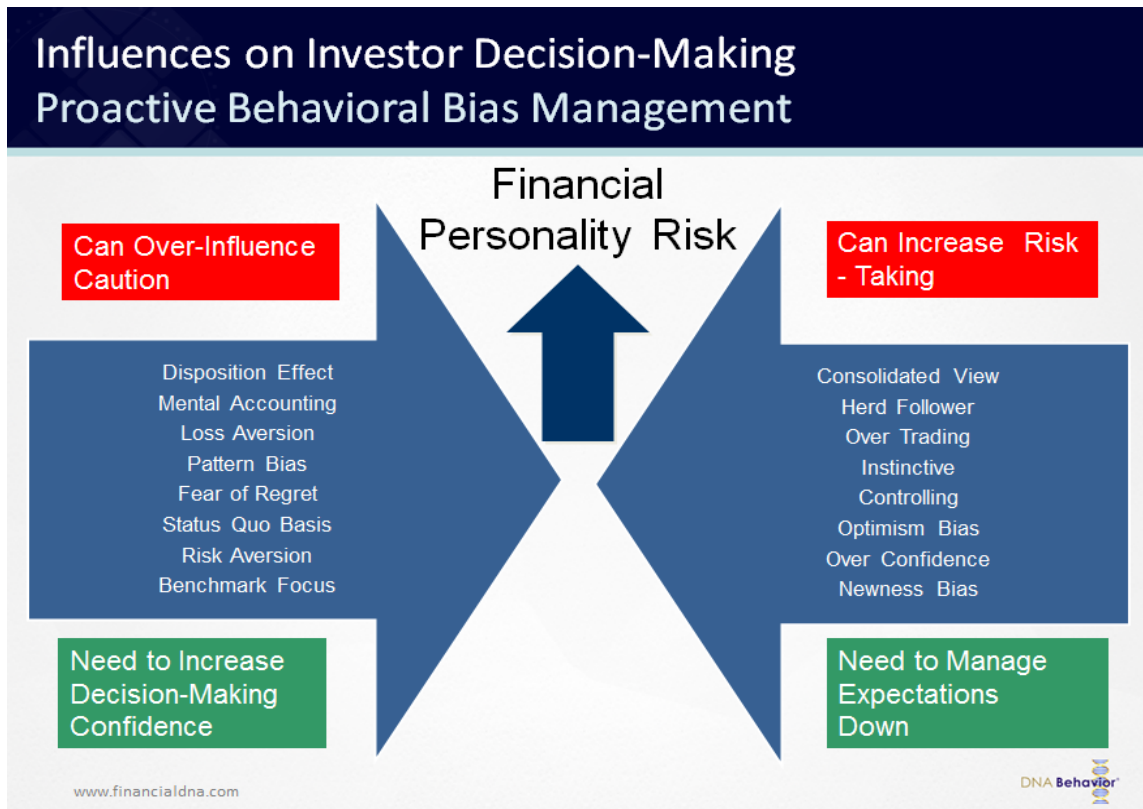 Influences on Investor Decision-Making
Proactive Behavioral Bias Management
Financial
Personality Risk
Can Over-Influence
Caution
Disposition Effect
Mental Accounting
Loss Aversion
Pattern Bias
Fear of Regret
Status Quo Basis
Risk Aversion
Benchmark Focus
Need to Increase
Decision-Making
Confidence
Can Increase Risk
- Taking
Consolidated View
Herd Follower
Over Trading
Instinctive
Controlling
Optimism Bias
Over Confidence
Newness Bias
Need to Manage
Expectations
Down
www.financialdna.com
DNA Behavior®